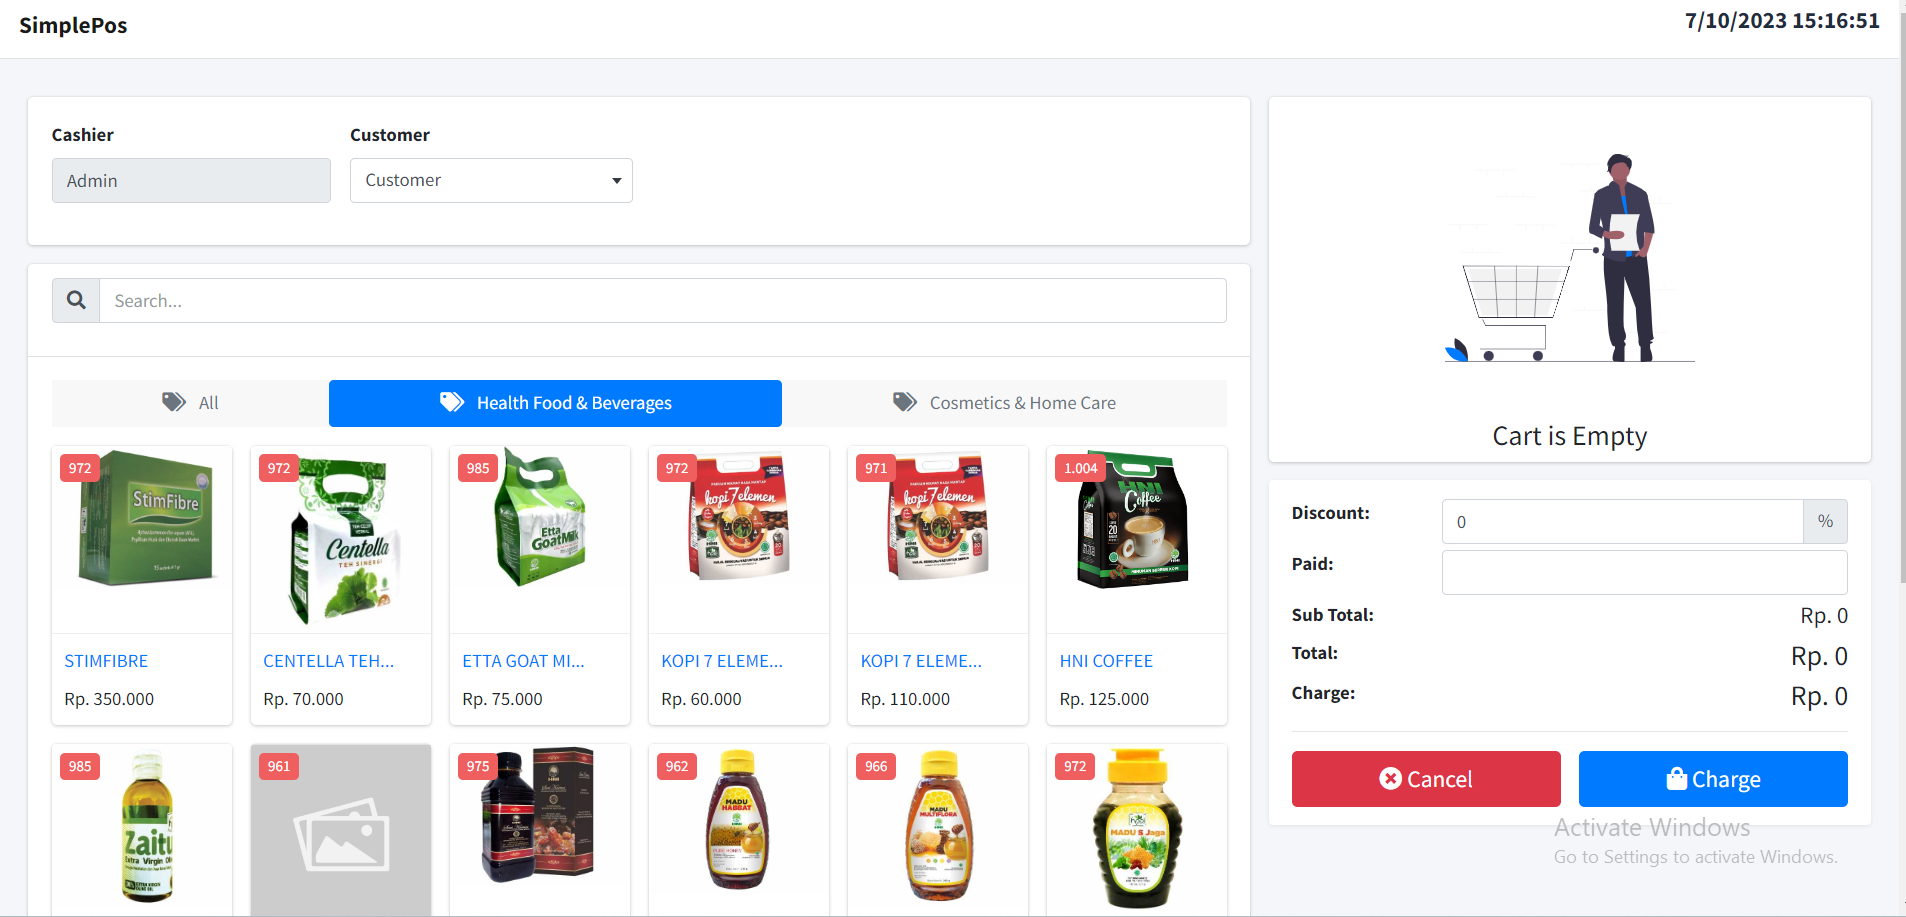 SimplePos
7/10/2023 15:16:51
Cashier
Customer
Admin
Customer
Search...
All
Health Food & Beverages
Cosmetics & Home Care
972
972
985
972
971
1.004
StimFibre
Centella
TEH SINERGI
Etta
Goat Milk
kopi 7 elemen
kopi 7 elemen
HNI
Coffee
STIMFIBRE
CENTELLA TEH...
ETTA GOAT MI...
KOPI 7 ELEME...
KOPI 7 ELEME...
HNI COFFEE
Rp. 350.000
Rp. 70.000
Rp. 75.000
Rp. 60.000
Rp. 110.000
Rp. 125.000
985
961
975
962
966
972
Zaitu
Extra Virgin
MADU
HABBAT
MADU
MULTIFLORA
MADU S Jaga
Cart is Empty
Discount:
0
%
Paid:
Sub Total:
Rp. 0
Total:
Rp. 0
Charge:
Rp. 0
Cancel
Charge
Activate Windows
Go to Settings to activate Windows.